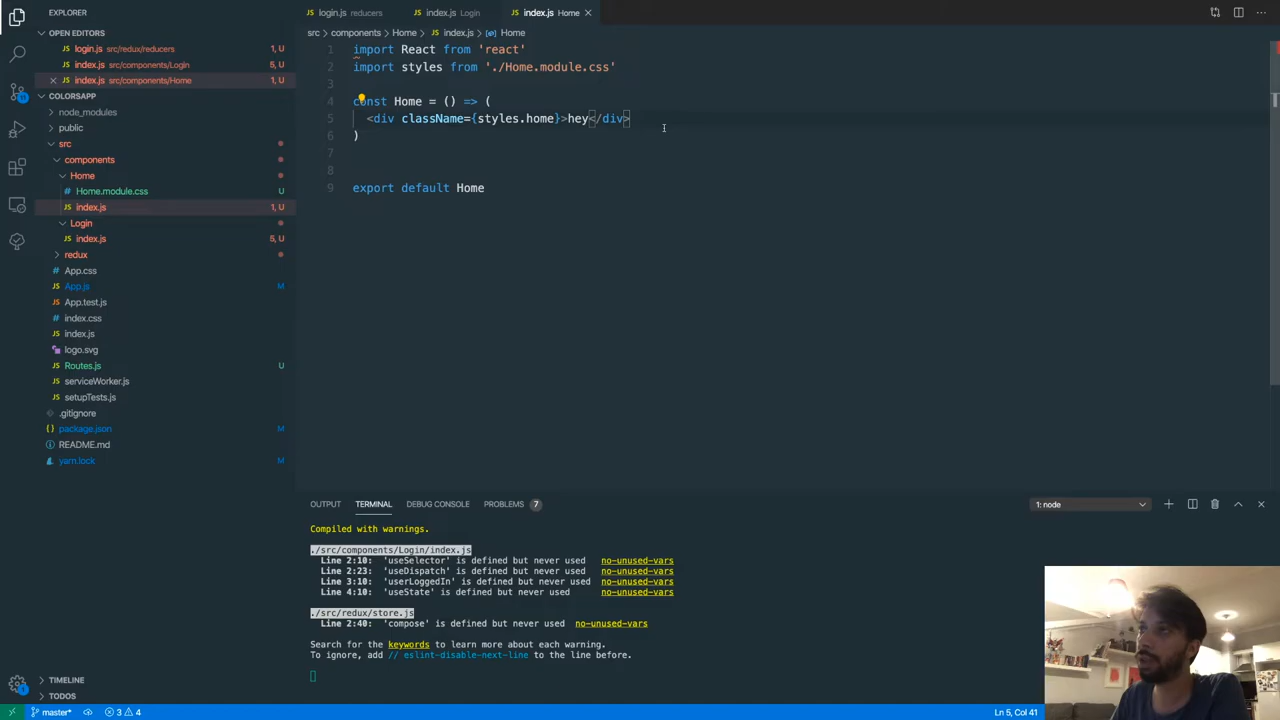 EXPLORER
OPEN EDITORS
JS login.js src/redux/reducers 1, U
JS index.js src/components/Login 5, U
JS index.js src/components/Home 1, U
COLORSAPP
node_modules
public
src
components
Home
# Home.module.css U
JS index.js 1, U
Login
JS index.js 5, U
redux
# App.css
JS App.js M
JS App.test.js
# index.css
JS index.js
logo.svg
JS Routes.js U
JS serviceWorker.js
JS setupTests.js
.gitignore
{} package.json M
README.md
yarn.lock M
TIMELINE
TODOS
JS login.js reducers JS index.js Login JS index.js Home
src > components > Home > JS index.js > Home
1 import React from 'react'
2 import styles from './Home.module.css'
3
4 const Home = () => (
5 <div className={styles.home}>hey</div>
6 )
7
8
9 export default Home
OUTPUT TERMINAL DEBUG CONSOLE PROBLEMS 7 1: node
Compiled with warnings.
./src/components/Login/index.js
Line 2:10: 'useSelector' is defined but never used no-unused-vars
Line 2:23: 'useDispatch' is defined but never used no-unused-vars
Line 3:10: 'userLoggedIn' is defined but never used no-unused-vars
Line 4:10: 'useState' is defined but never used no-unused-vars
./src/redux/store.js
Line 2:40: 'compose' is defined but never used no-unused-vars
Search for the keywords to learn more about each warning.
To ignore, add // eslint-disable-next-line to the line before.
master* 3 4 Ln 5, Col 41